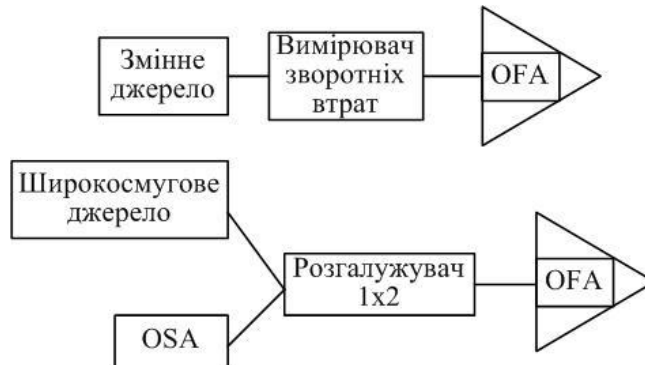 Змінне
джерело
Вимірювач
зворотніх
втрат
OFA
Широкосмугове
джерело
Розгалужувач
1x2
OFA
OSA